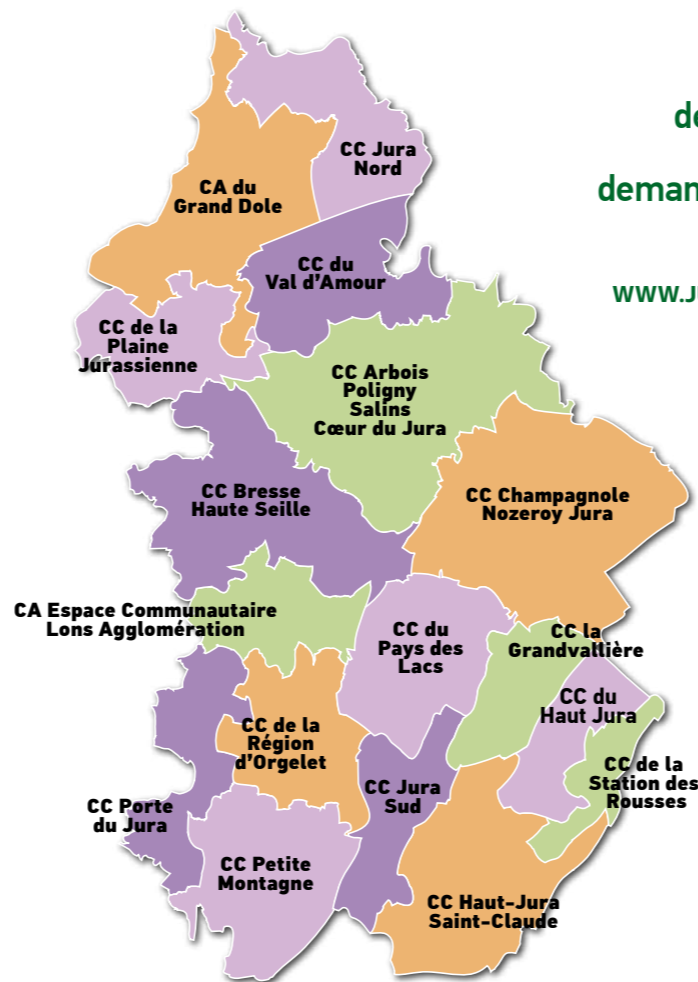 CC Jura
Nord
CA du
Grand Dole
CC du
Val d'Amour
CC de la
Plaine
Jurassienne
CC Arbois
Poligny
Salins
Cœur du Jura
CC Bresse
Haute Seille
CC Champagnole
Nozeroy Jura
CA Espace Communautaire
Lons Agglomération
CC du
Pays des
Lacs
CC la
Grandvallière
CC du
Haut Jura
CC de la
Région
d'Orgelet
CC de la
Station des
Rousses
CC Jura
Sud
CC Porte
du Jura
CC Petite
Montagne
CC Haut-Jura
Saint-Claude